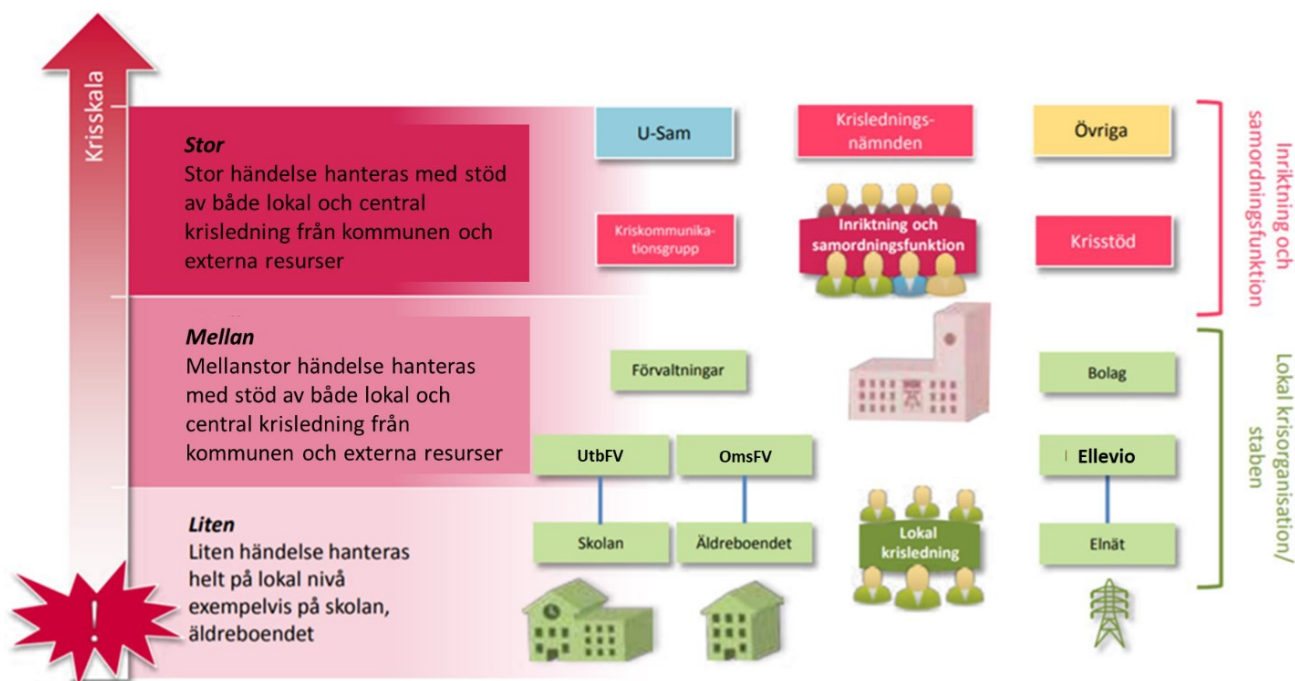 Krisskala
Stor
Stor händelse hanteras med stöd
av både lokal och central
krisledning från kommunen och
externa resurser
U-Sam
Krislednings-
nämnden
Övriga
Kriskommunika-
tionsgrupp
Inriktning och
samordningsfunktion
Krisstöd
Inriktning och
samordningsfunktion
Mellan
Mellanstor händelse hanteras
med stöd av både lokal och
central krisledning från
kommunen och externa resurser
Förvaltningar
Bolag
UtbFV
OmsFV
Ellevio
Lokal krisorganisation/
staben
Liten
Liten händelse hanteras
helt på lokal nivå
exempelvis på skolan,
äldreboendet
Skolan
Äldreboendet
Lokal
krisledning
Elnät
!